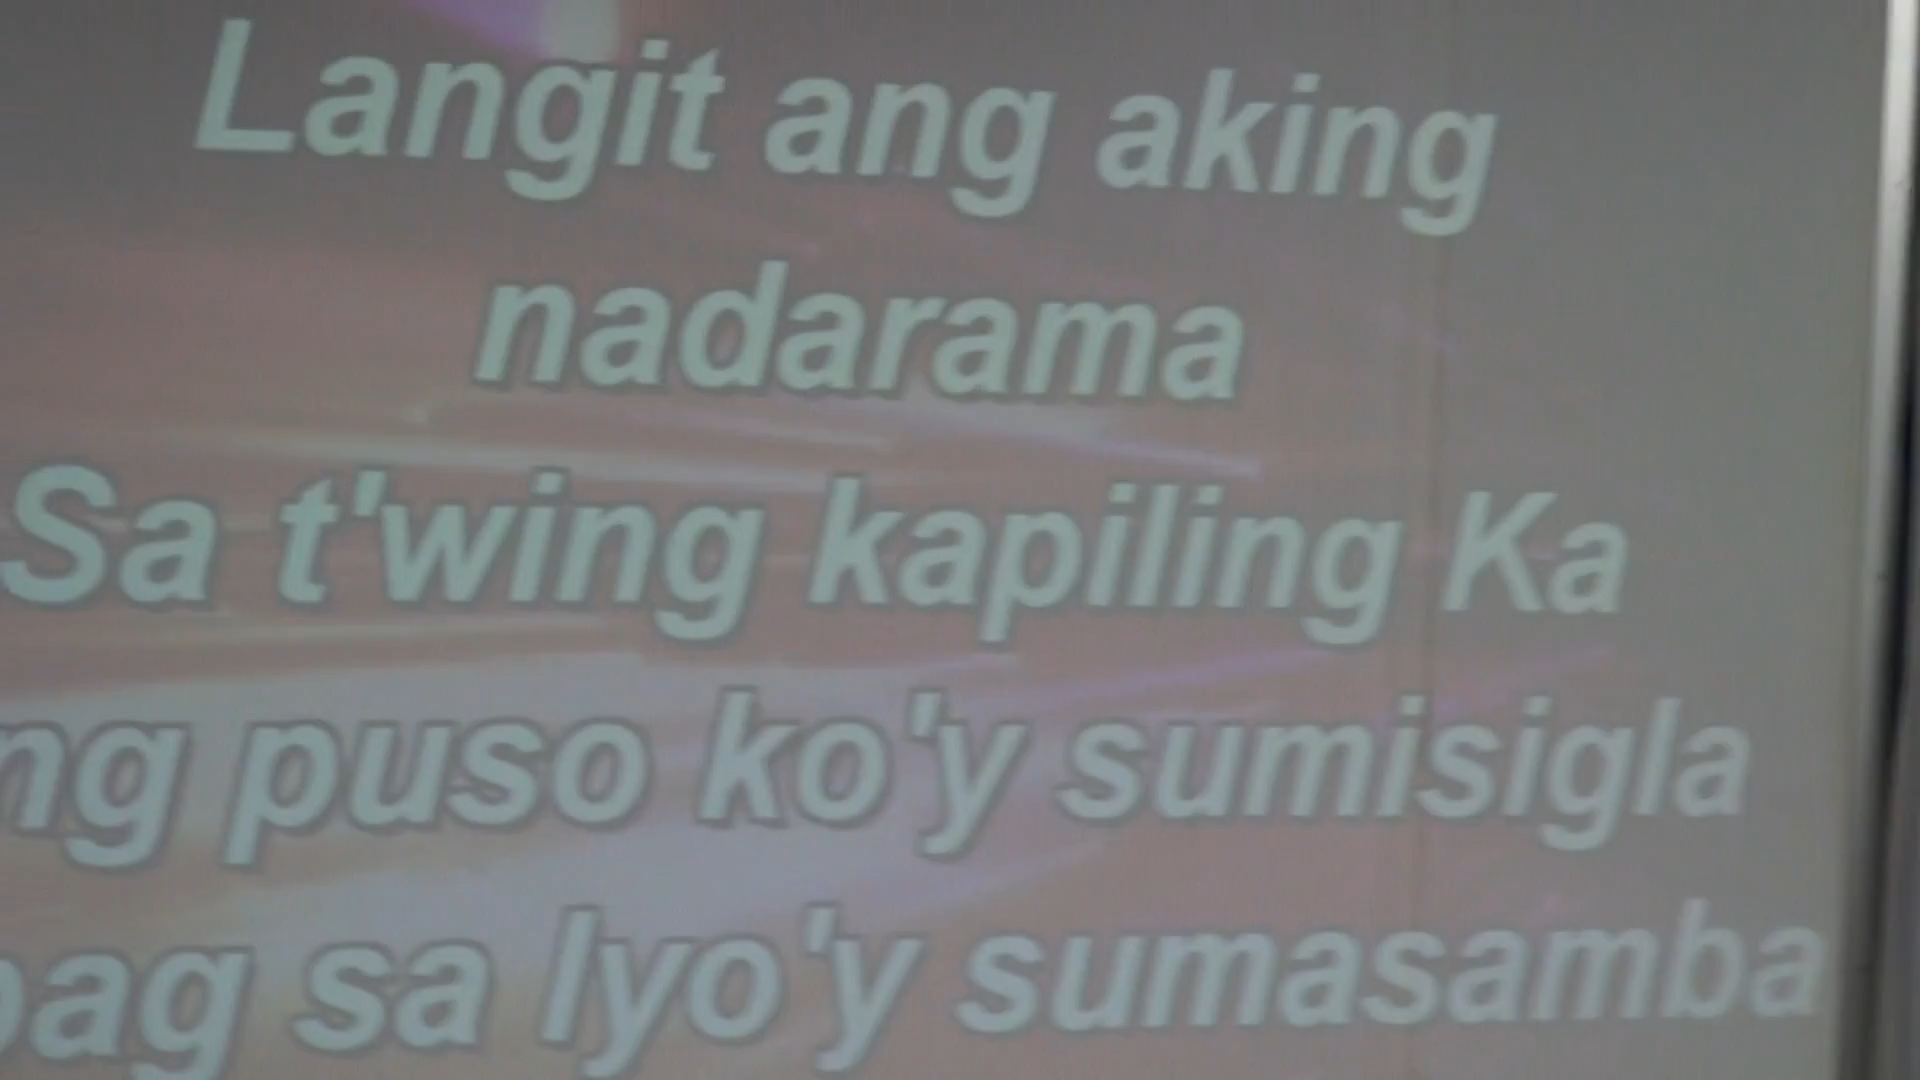 Langit ang aking
nadarama
Sa t'wing kapiling Ka
puso ko'y sumisigla
sa Iyo'y sumasamba